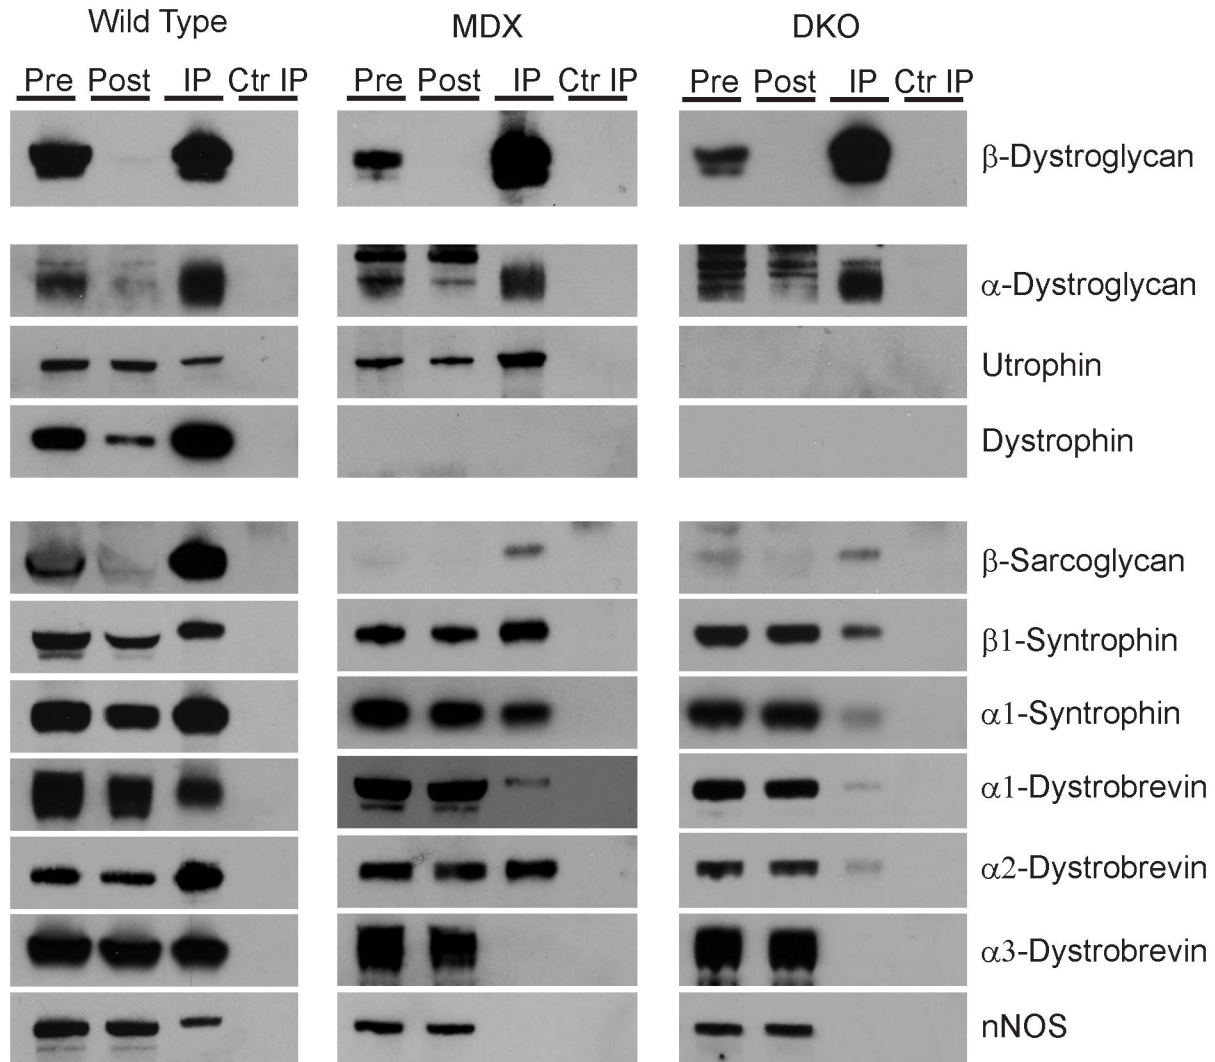 Wild Type MDX DKO
Pre Post IP Ctr IP Pre Post IP Ctr IP Pre Post IP Ctr IP
β-Dystroglycan
α-Dystroglycan
Utrophin
Dystrophin
β-Sarcoglycan
β1-Syntrophin
α1-Syntrophin
α1-Dystrobrevin
α2-Dystrobrevin
α3-Dystrobrevin
nNOS